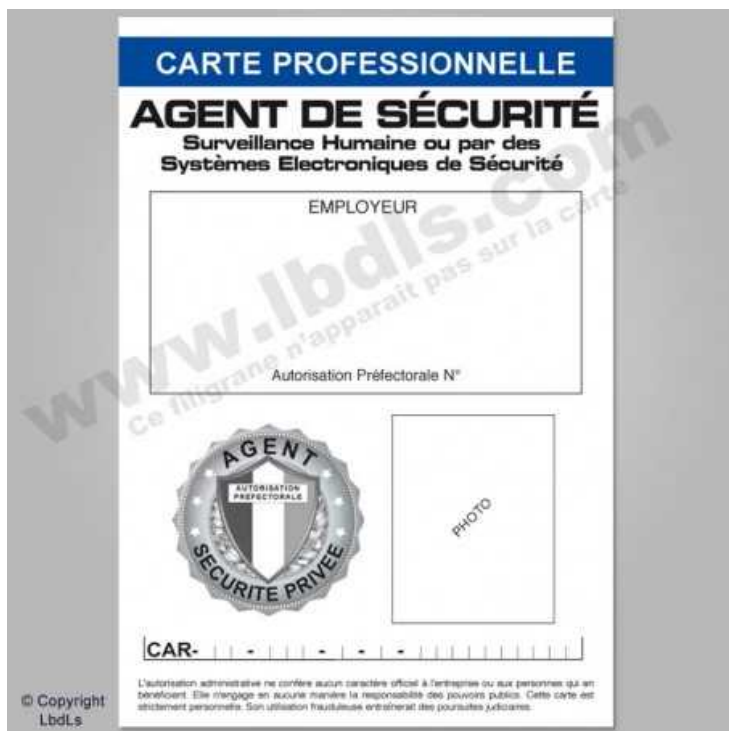 CARTE PROFESSIONNELLE
AGENT DE SÉCURITÉ
Surveillance Humaine ou par des
Systèmes Electroniques de Sécurité
EMPLOYEUR
www.lbdls.com
Ce filigrane n'apparait pas sur la carte
Autorisation Préfectorale N°
AGENT
AUTORISATION
PREFECTORALE
SECURITE PRIVEE
PHOTO
CAR- - - - -
L'autorisation administrative ne confère aucun caractère officiel à l'entreprise ou aux personnes qui en
bénéficient. Elle n'engage en aucune manière la responsabilité des pouvoirs publics. Cette carte est
strictement personnelle. Son utilisation frauduleuse entraînerait des poursuites judiciaires.
© Copyright
LbdLs